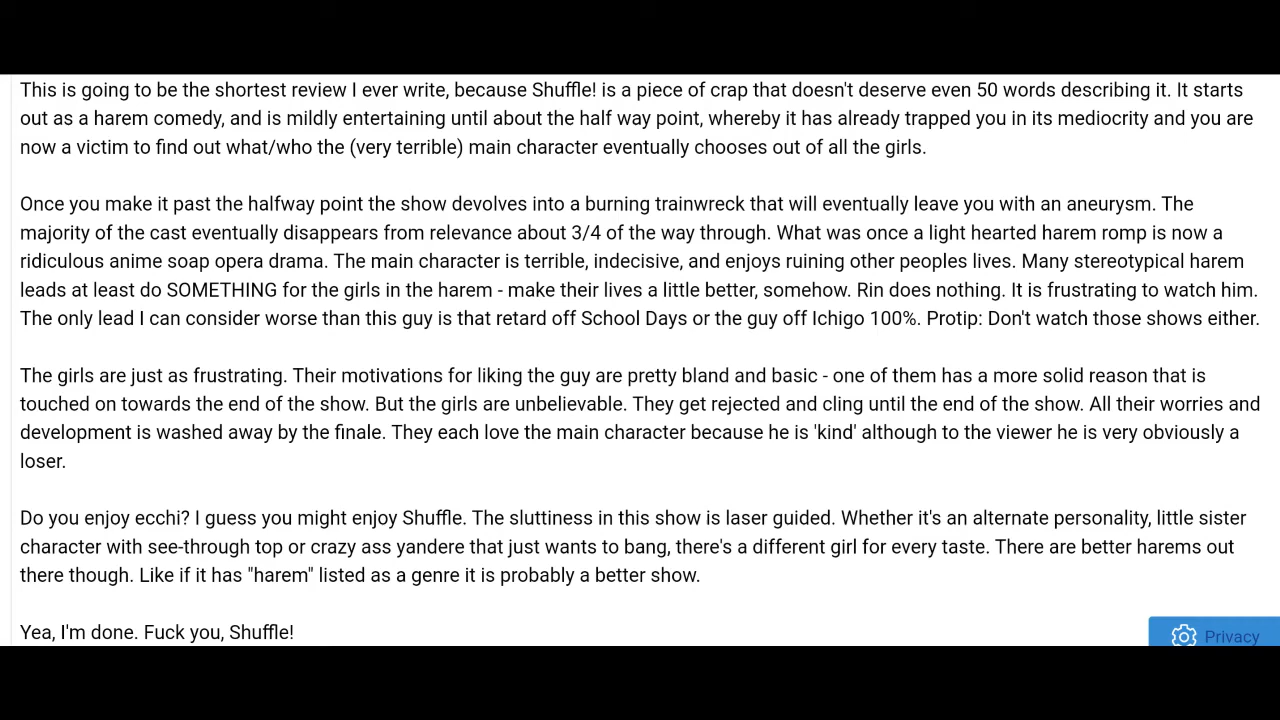 This is going to be the shortest review I ever write, because Shuffle! is a piece of crap that doesn't deserve even 50 words describing it. It starts
out as a harem comedy, and is mildly entertaining until about the half way point, whereby it has already trapped you in its mediocrity and you are
now a victim to find out what/who the (very terrible) main character eventually chooses out of all the girls.
Once you make it past the halfway point the show devolves into a burning trainwreck that will eventually leave you with an aneurysm. The
majority of the cast eventually disappears from relevance about 3/4 of the way through. What was once a light hearted harem romp is now a
ridiculous anime soap opera drama. The main character is terrible, indecisive, and enjoys ruining other peoples lives. Many stereotypical harem
leads at least do SOMETHING for the girls in the harem - make their lives a little better, somehow. Rin does nothing. It is frustrating to watch him.
The only lead I can consider worse than this guy is that retard off School Days or the guy off Ichigo 100%. Protip: Don't watch those shows either.
The girls are just as frustrating. Their motivations for liking the guy are pretty bland and basic - one of them has a more solid reason that is
touched on towards the end of the show. But the girls are unbelievable. They get rejected and cling until the end of the show. All their worries and
development is washed away by the finale. They each love the main character because he is 'kind' although to the viewer he is very obviously a
loser.
Do you enjoy ecchi? I guess you might enjoy Shuffle. The sluttiness in this show is laser guided. Whether it's an alternate personality, little sister
character with see-through top or crazy ass yandere that just wants to bang, there's a different girl for every taste. There are better harems out
there though. Like if it has "harem" listed as a genre it is probably a better show.
Yea, I'm done. Fuck you, Shuffle!
Privacy